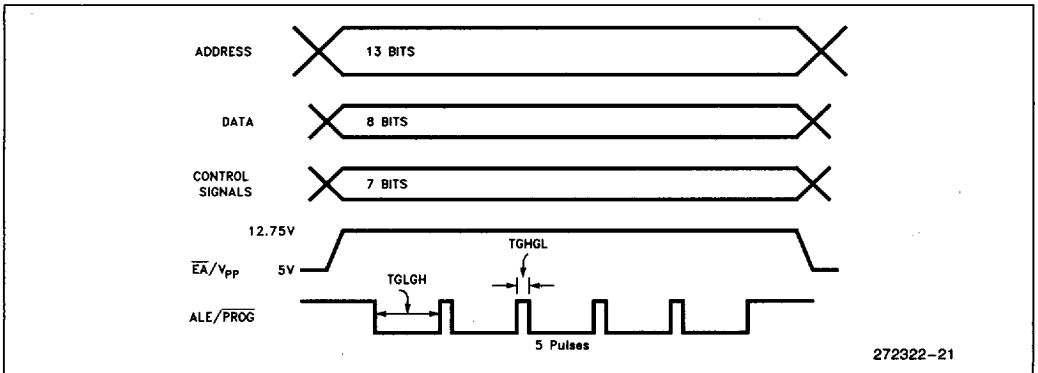 ADDRESS
13 BITS
DATA
8 BITS
CONTROL
SIGNALS
7 BITS
12.75V
EA/VPP
5V
TGLGH
TGHGL
ALE/PROG
5 Pulses
272322-21